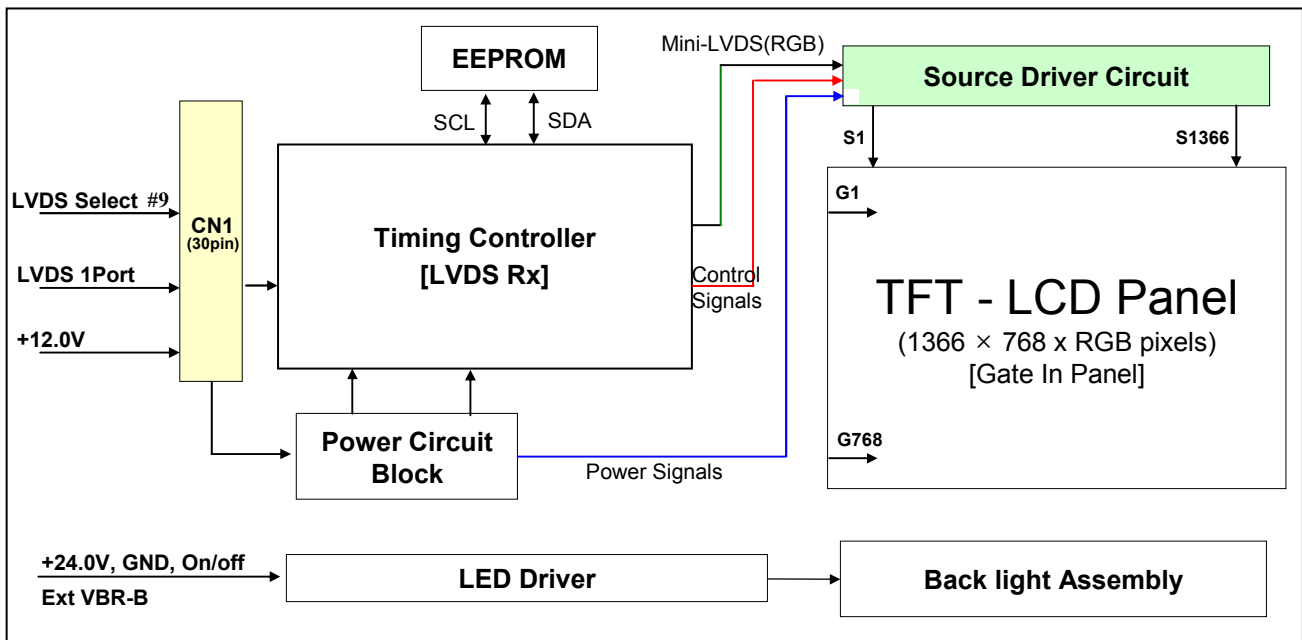 EEPROM
Mini-LVDS(RGB)
Source Driver Circuit
SCL
SDA
S1
S1366
LVDS Select #9
CN1
(30pin)
G1
Timing Controller
[LVDS Rx]
LVDS 1Port
Control
Signals
TFT - LCD Panel
(1366 × 768 x RGB pixels)
[Gate In Panel]
+12.0V
Power Circuit
Block
Power Signals
G768
+24.0V, GND, On/off
Ext VBR-B
LED Driver
Back light Assembly